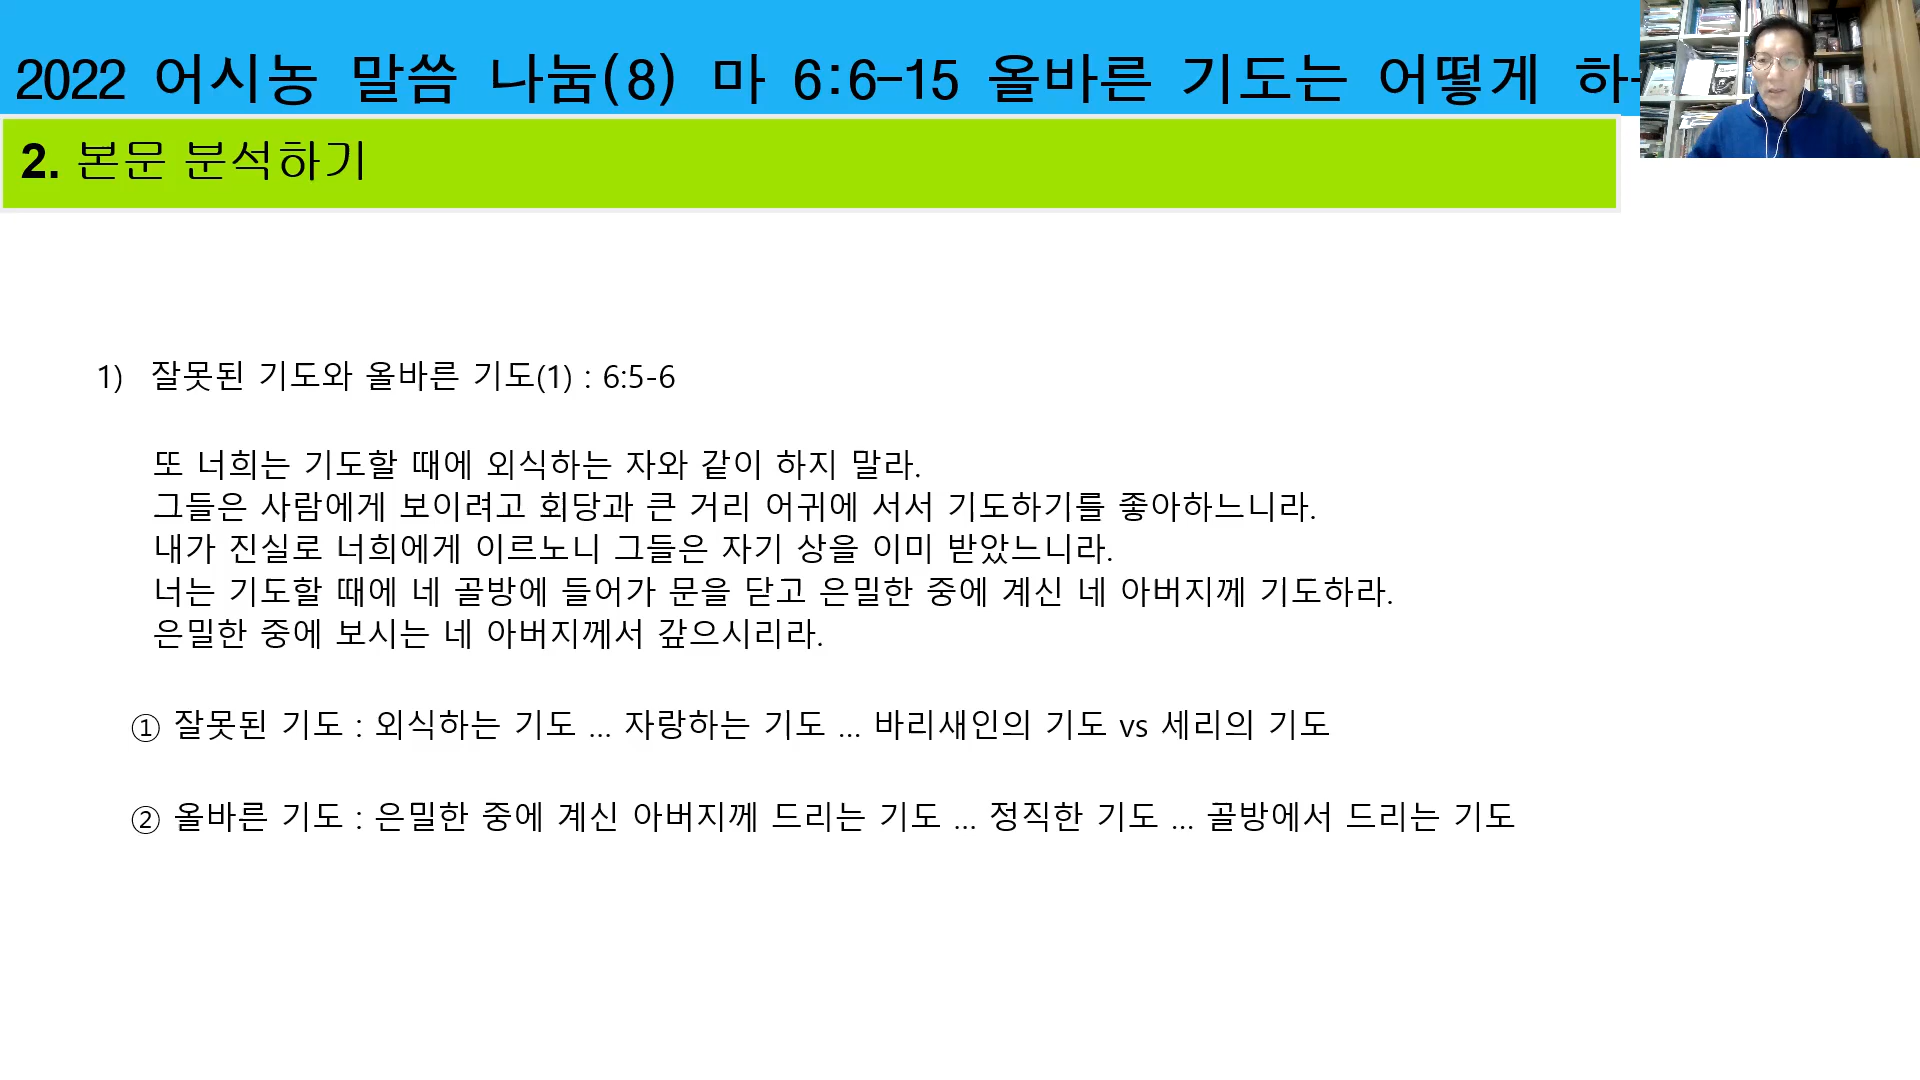 2022 어시농 말씀 나눔(8) 마 6:6-15 올바른 기도는 어떻게
2. 본문 분석하기
1) 잘못된 기도와 올바른 기도(1) : 6:5-6
또 너희는 기도할 때에 외식하는 자와 같이 하지 말라.
그들은 사람에게 보이려고 회당과 큰 거리 어귀에 서서 기도하기를 좋아하느니라.
내가 진실로 너희에게 이르노니 그들은 자기 상을 이미 받았느니라.
너는 기도할 때에 네 골방에 들어가 문을 닫고 은밀한 중에 계신 네 아버지께 기도하라.
은밀한 중에 보시는 네 아버지께서 갚으시리라.
① 잘못된 기도 : 외식하는 기도 ... 자랑하는 기도 ... 바리새인의 기도 vs 세리의 기도
② 올바른 기도 : 은밀한 중에 계신 아버지께 드리는 기도 ... 정직한 기도 ... 골방에서 드리는 기도